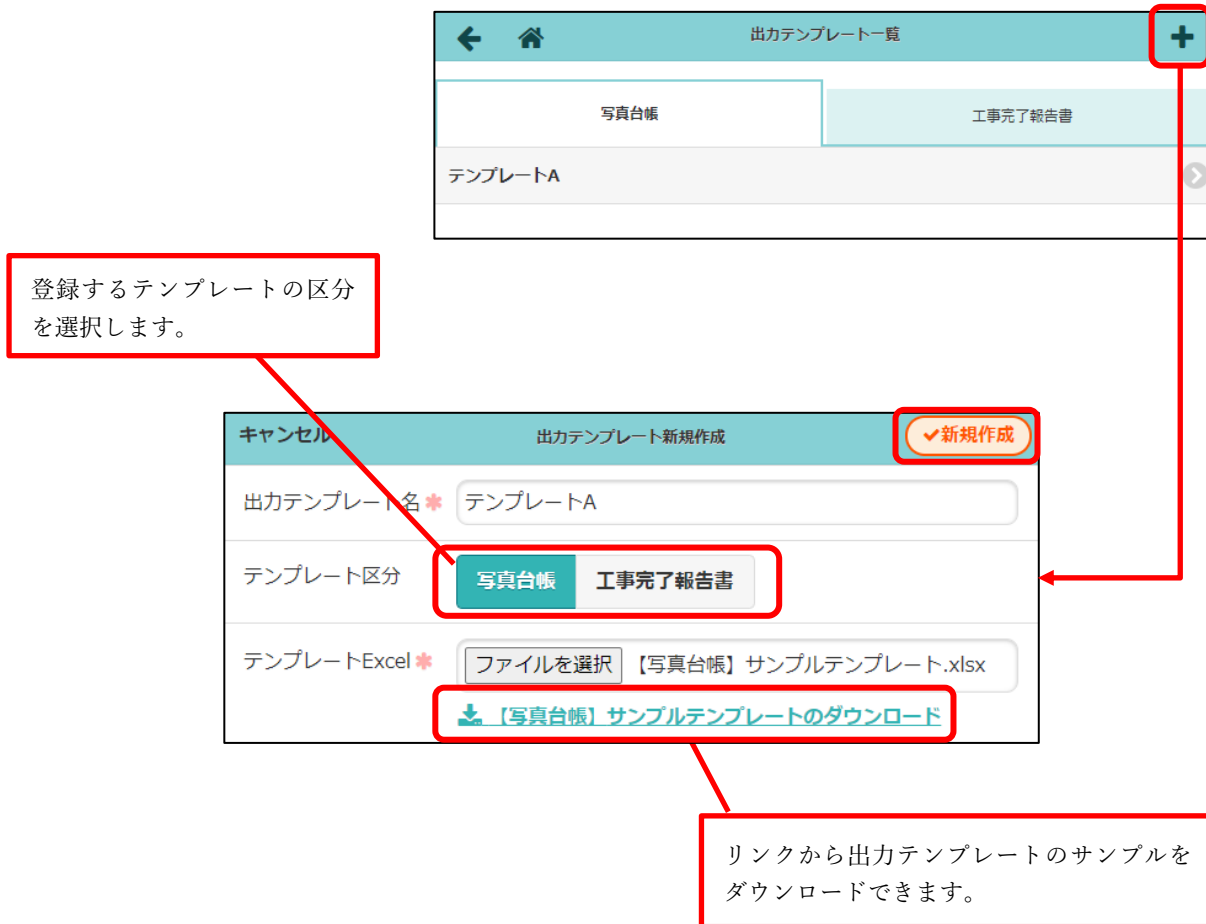 出力テンプレート一覧
写真台帳
工事完了報告書
テンプレートA
登録するテンプレートの区分
を選択します。
キャンセル
出力テンプレート新規作成
新規作成
出力テンプレート名
テンプレートA
テンプレート区分
写真台帳
工事完了報告書
テンプレートExcel
ファイルを選択
【写真台帳】サンプルテンプレート.xlsx
【写真台帳】サンプルテンプレートのダウンロード
リンクから出力テンプレートのサンプルを
ダウンロードできます。